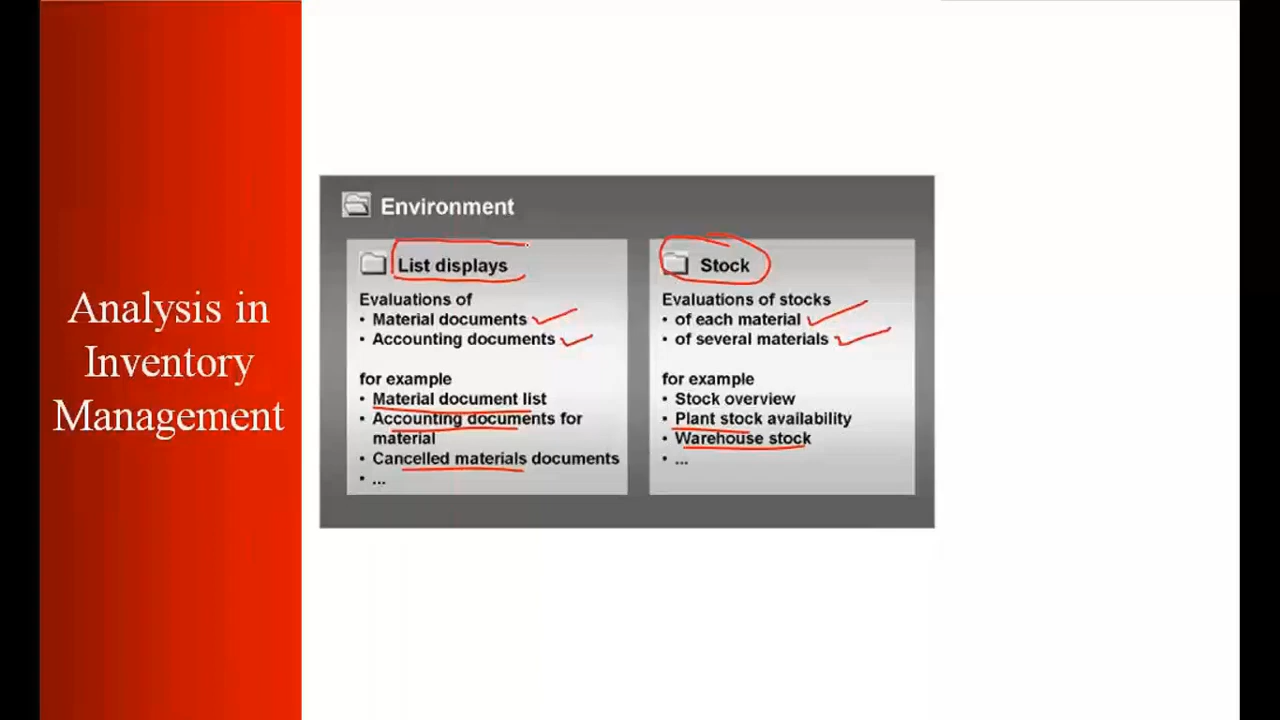 Analysis in
Inventory
Management
Environment
List displays
Evaluations of
• Material documents
• Accounting documents
for example
• Material document list
• Accounting documents for
material
• Cancelled materials documents
• ...
Stock
Evaluations of stocks
• of each material
• of several materials
for example
• Stock overview
• Plant stock availability
• Warehouse stock
• ...